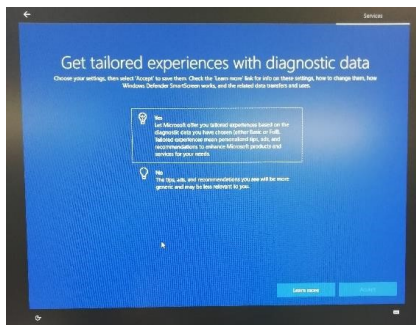 Services
Get tailored experiences with diagnostic data
Choose your settings, then select 'Accept' to save them. Check the 'Learn more' link for info on these settings, how to change them, how
Windows Defender SmartScreen works, and the related data transfers and uses.
Yes
Let Microsoft offer you tailored experiences based on the
diagnostic data you have chosen (either Basic or Full).
Tailored experiences mean personalized tips, ads, and
recommendations to enhance Microsoft products and
services for your needs.
No
The tips, ads, and recommendations you see will be more
generic and may be less relevant to you.
Learn more
Accept